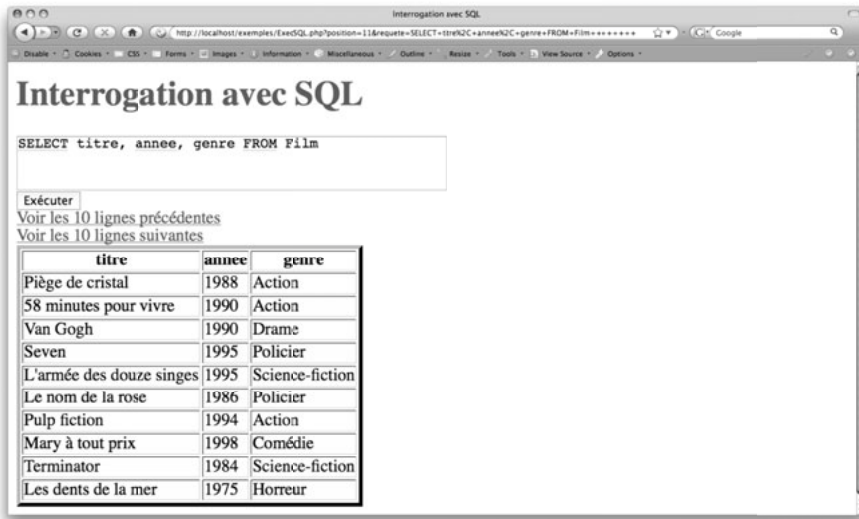 Interrogation avec SQL
http://localhost/exemples/ExecSQL.php?position=11&requete=SELECT+titre%2C+annee%2C+genre+FROM+Film++++++++
Google
Disable Cookies CSS Forms Images Information Miscellaneous Outline Resize Tools View Source Options
Interrogation avec SQL
SELECT titre, annee, genre FROM Film
Exécuter
Voir les 10 lignes précédentes
Voir les 10 lignes suivantes
titre annee genre
Piège de cristal 1988 Action
58 minutes pour vivre 1990 Action
Van Gogh 1990 Drame
Seven 1995 Policier
L'armée des douze singes 1995 Science-fiction
Le nom de la rose 1986 Policier
Pulp fiction 1994 Action
Mary à tout prix 1998 Comédie
Terminator 1984 Science-fiction
Les dents de la mer 1975 Horreur